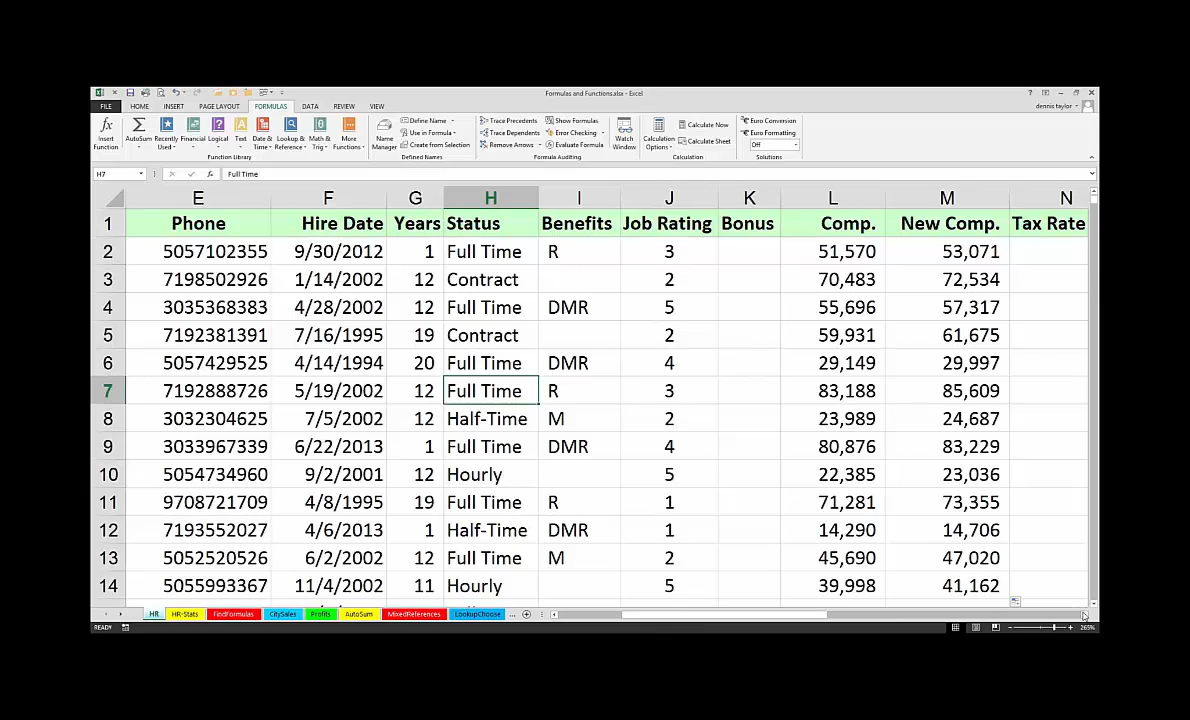 Formulas and Functions.xlsx - Excel
FILE HOME INSERT PAGE LAYOUT FORMULAS DATA REVIEW VIEW dennis taylor
fx Insert Function
AutoSum
Recently Used
Financial
Logical
Text
Date & Time
Lookup & Reference
Math & Trig
More Functions
Function Library
Name Manager
Define Name
Use in Formula
Create from Selection
Defined Names
Trace Precedents
Trace Dependents
Remove Arrows
Show Formulas
Error Checking
Evaluate Formula
Watch Window
Formula Auditing
Calculation Options
Calculate Now
Calculate Sheet
Calculation
Euro Conversion
Euro Formatting
Off
Solutions
H7 fx Full Time
E F G H I J K L M N
1 Phone Hire Date Years Status Benefits Job Rating Bonus Comp. New Comp. Tax Rate
2 5057102355 9/30/2012 1 Full Time R 3 51,570 53,071
3 7198502926 1/14/2002 12 Contract 2 70,483 72,534
4 3035368383 4/28/2002 12 Full Time DMR 5 55,696 57,317
5 7192381391 7/16/1995 19 Contract 2 59,931 61,675
6 5057429525 4/14/1994 20 Full Time DMR 4 29,149 29,997
7 7192888726 5/19/2002 12 Full Time R 3 83,188 85,609
8 3032304625 7/5/2002 12 Half-Time M 2 23,989 24,687
9 3033967339 6/22/2013 1 Full Time DMR 4 80,876 83,229
10 5054734960 9/2/2001 12 Hourly 5 22,385 23,036
11 9708721709 4/8/1995 19 Full Time R 1 71,281 73,355
12 7193552027 4/6/2013 1 Half-Time DMR 1 14,290 14,706
13 5052520526 6/2/2002 12 Full Time M 2 45,690 47,020
14 5055993367 11/4/2002 11 Hourly 5 39,998 41,162
HR HR-Stats FindFormulas CitySales Profits AutoSum MixedReferences LookupChoose ...
READY 265%